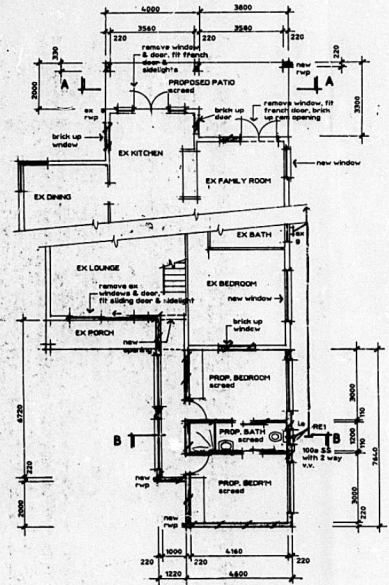 4000
3800
3560
3580
220
220
220
330
remove window
& door, fit french
door &
sidelights
220
new
rwp
2000
A
PROPOSED PATIO
screed
A
ex
rwp
brick up
door
remove window, fit
french door, brick
up rem opening
3300
brick up
wndow
EX KITCHEN
new window
EX FAMILY ROOM
EX DINING
EX BATH
ex
EX LOUNGE
EX BEDROOM
remove ex
windows & door,
fit sliding door & sidelight
new window
EX PORCH
brick up
window
new
opening
PROP. BEDROOM
screed
3000
6720
110
PROP. BATH
screed
RE1
1200
7640
B
B
100ø SS
with 2 way
v.v.
110
220
new
rwp
PROP. BEDR'M
screed
3000
2000
new
rwp
220
220
1000
4160
220
1220
4600